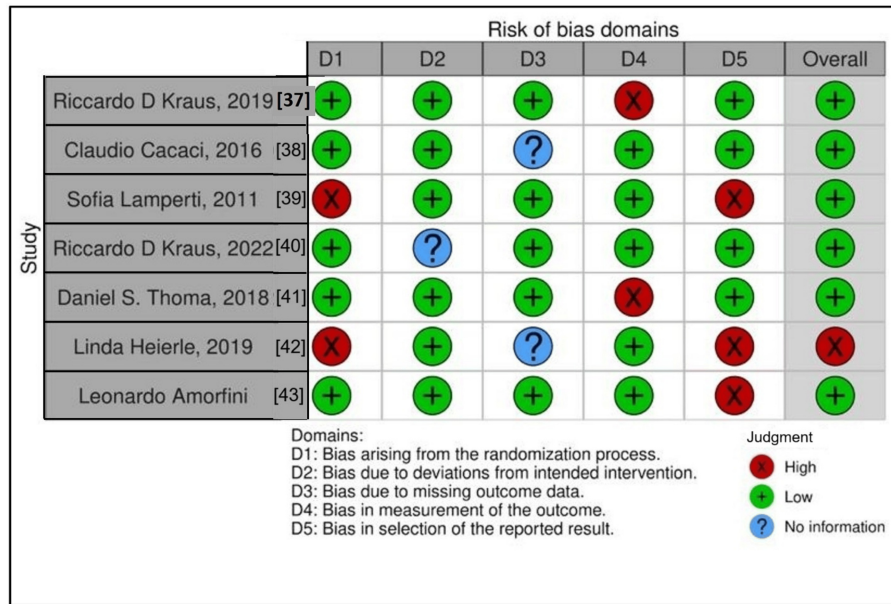 Risk of bias domains
D1 D2 D3 D4 D5 Overall
Study
Riccardo D Kraus, 2019 [37] + + + X + +
Claudio Cacaci, 2016 [38] + + ? + + +
Sofia Lamperti, 2011 [39] X + + + X +
Riccardo D Kraus, 2022 [40] + ? + + + +
Daniel S. Thoma, 2018 [41] + + + X + +
Linda Heierle, 2019 [42] X + ? + X X
Leonardo Amorfini [43] + + + + X +
Domains:
D1: Bias arising from the randomization process.
D2: Bias due to deviations from intended intervention.
D3: Bias due to missing outcome data.
D4: Bias in measurement of the outcome.
D5: Bias in selection of the reported result.
Judgment
X High
+ Low
? No information